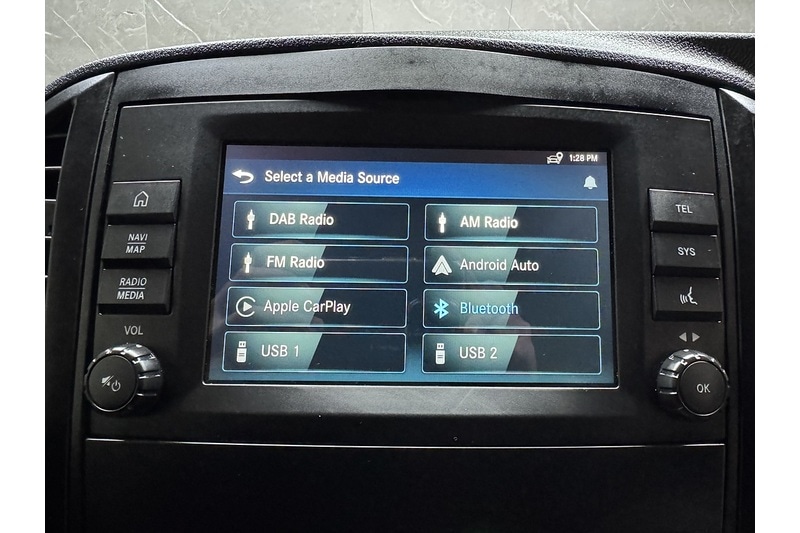 1:28 PM
Select a Media Source
DAB Radio
AM Radio
FM Radio
Android Auto
Apple CarPlay
Bluetooth
USB 1
USB 2
NAVI
MAP
RADIO
MEDIA
VOL
TEL
SYS
OK